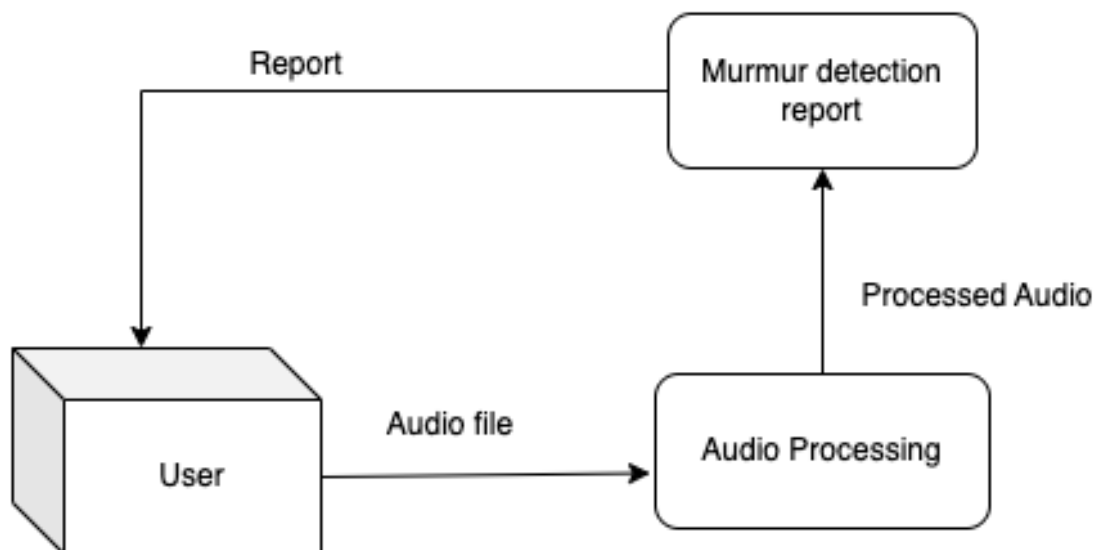 Report
Murmur detection
report
Processed Audio
Audio file
Audio Processing
User